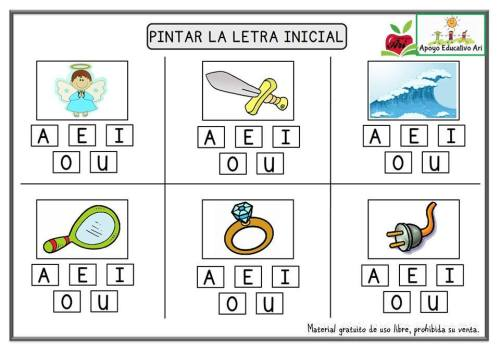 PINTAR LA LETRA INICIAL
Apoyo Educativo Ari
A E I
O U
A E I
O U
A E I
O U
A E I
O U
A E I
O U
A E I
O U
Material gratuito de uso libre, prohibida su venta.